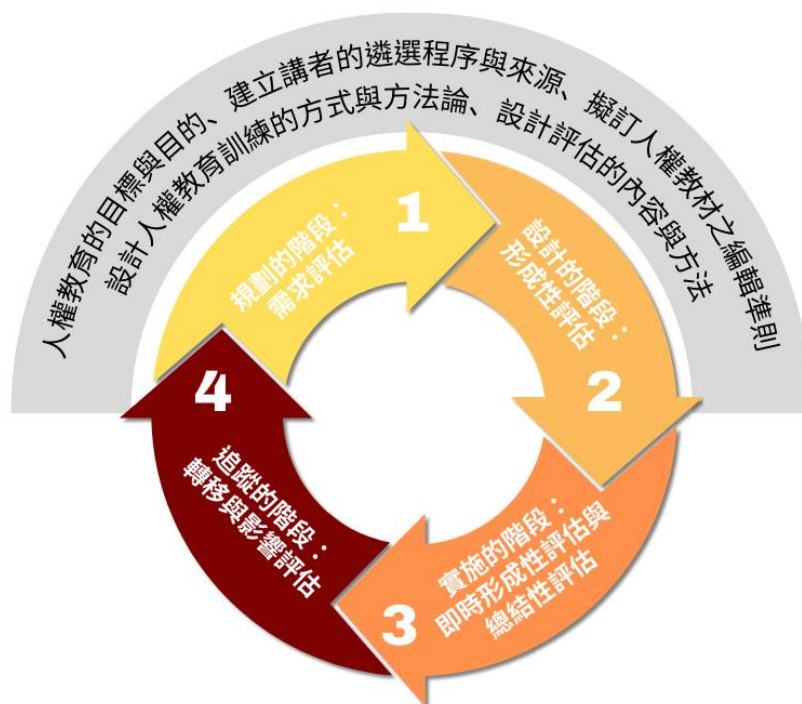 人權教育的目標與目的、建立講者的遴選程序與來源、擬訂人權教材之編輯準則
設計人權教育訓練的方式與方法論、設計評估的內容與方法
1
規劃的階段：
需求評估
2
設計的階段：
形成性評估
3
實施的階段：
即時形成性評估與
總結性評估
4
追蹤的階段：
轉移與影響評估